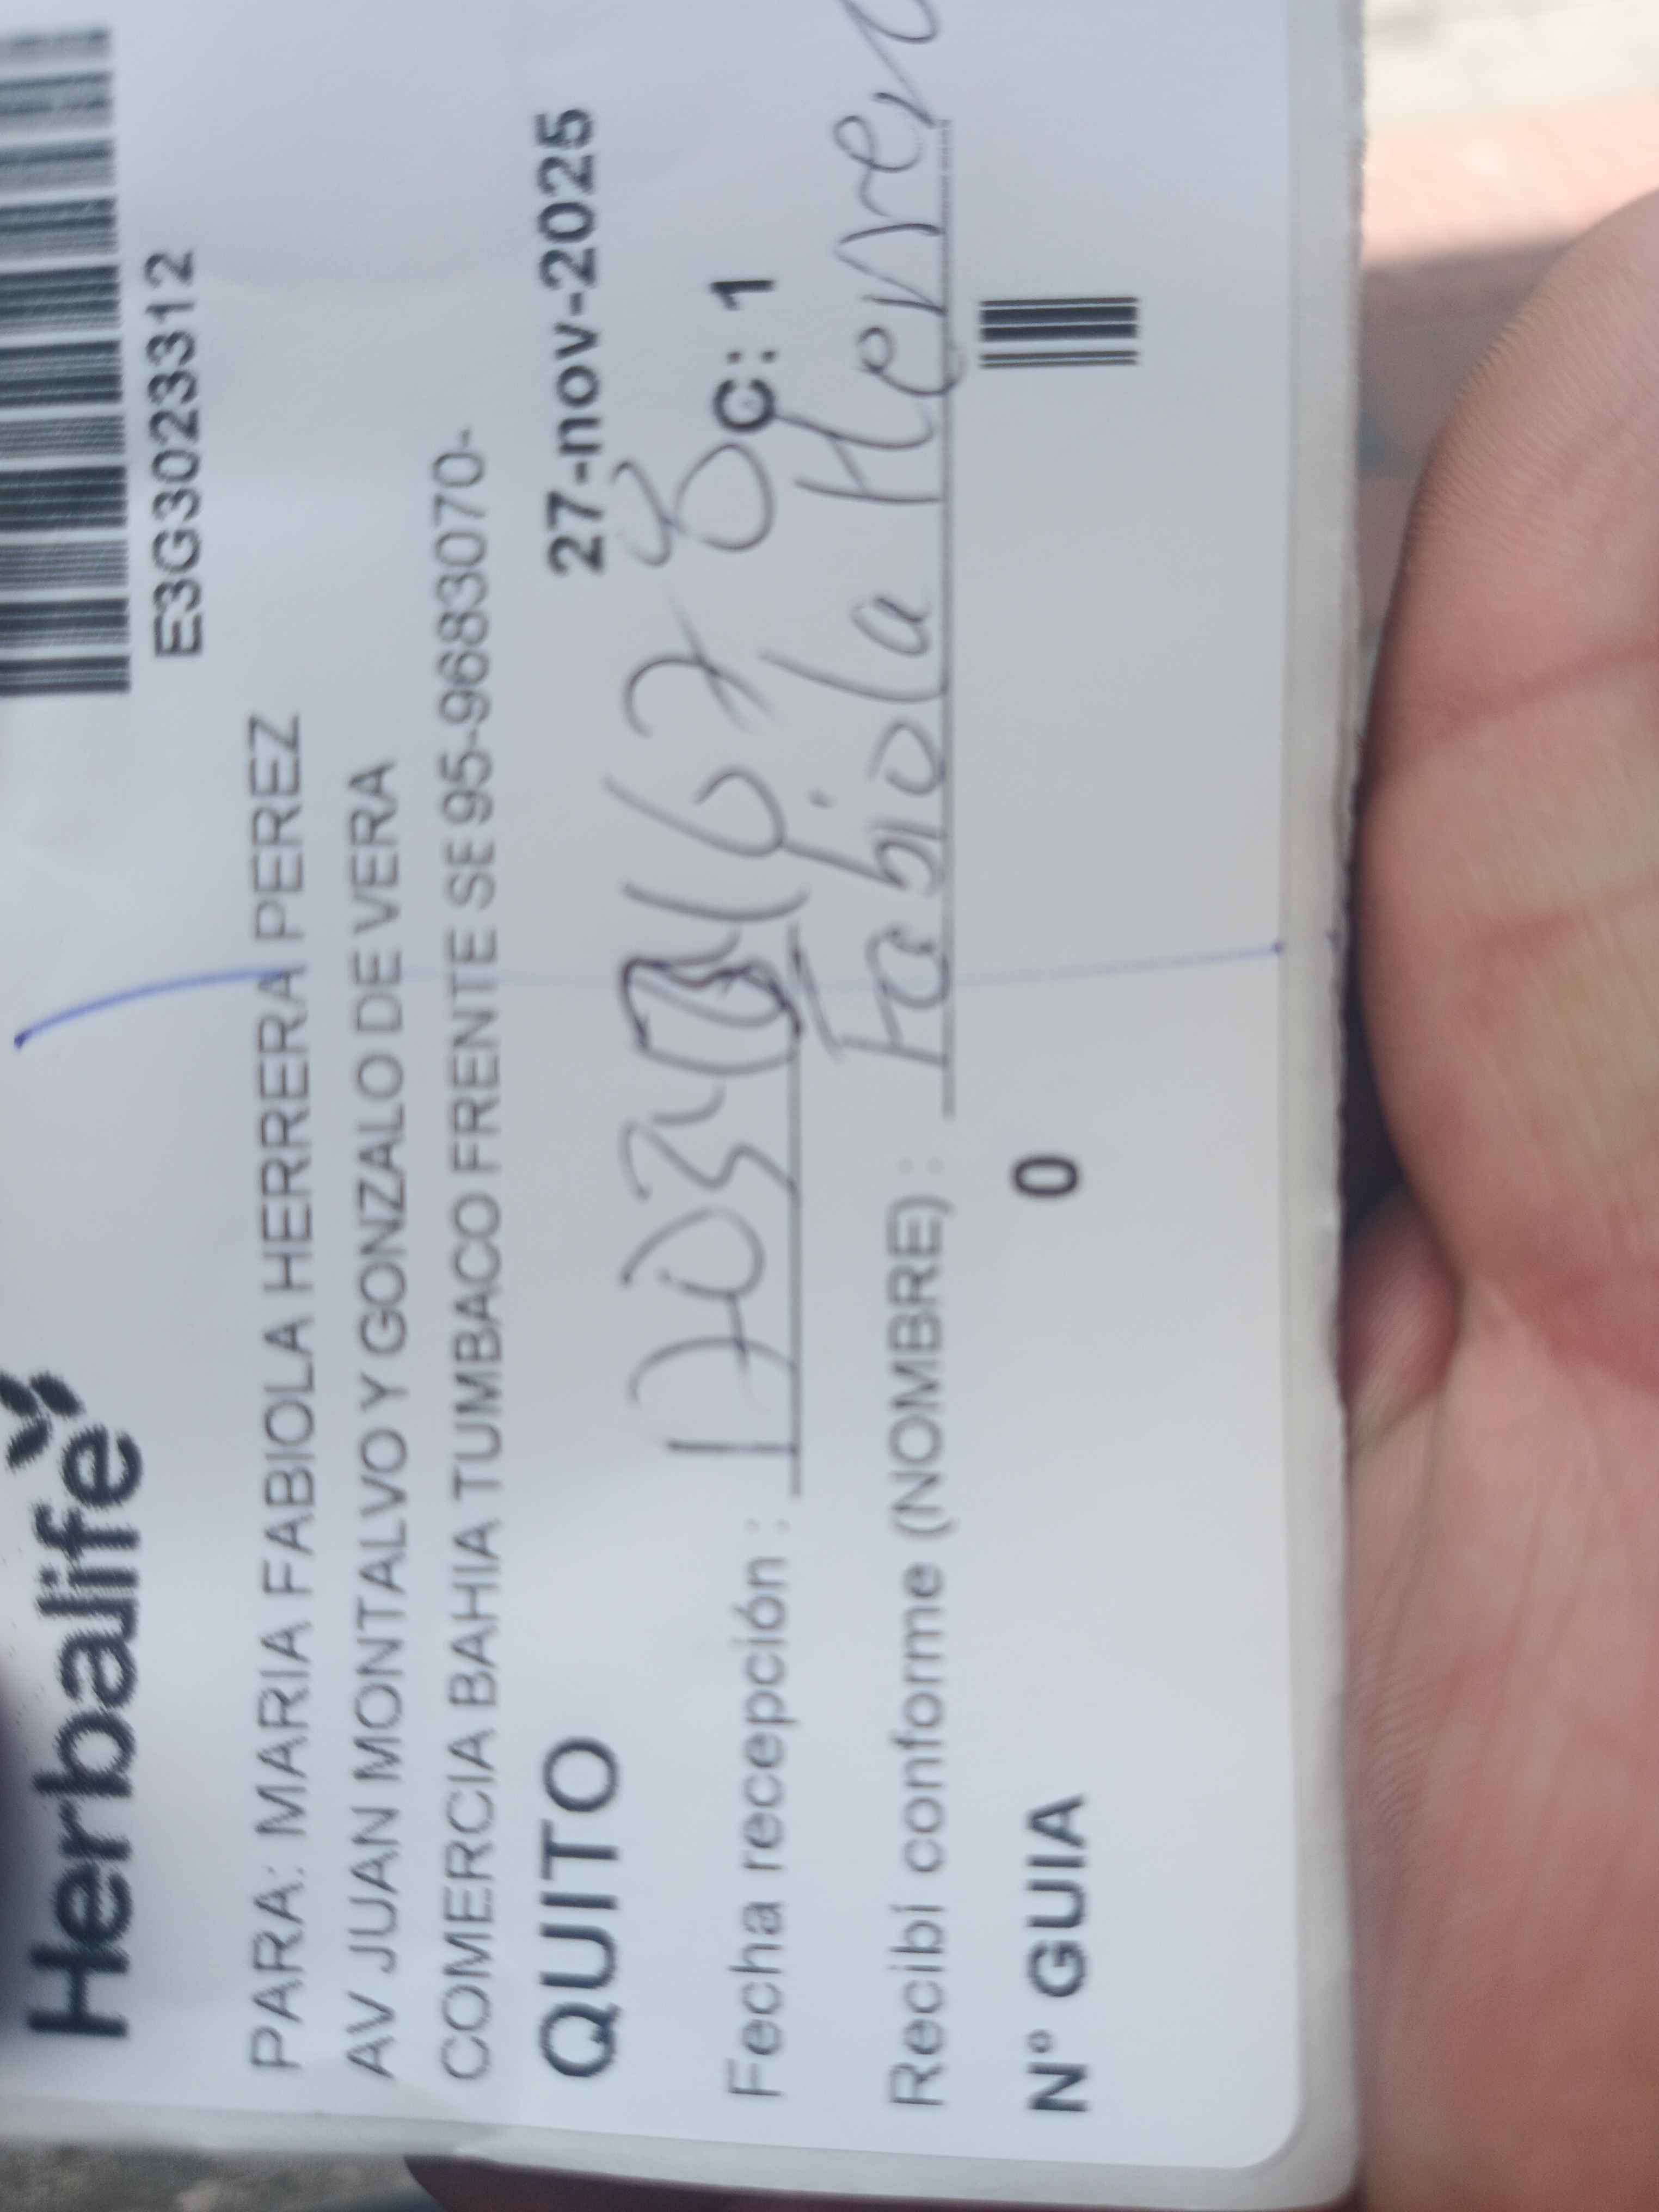 Herbalife
E3G3023312
PARA: MARIA FABIOLA HERRERA PEREZ
AV JUAN MONTALVO Y GONZALO DE VERA
COMERCIA BAHIA TUMBACO FRENTE SE 95-9683070-
QUITO 27-nov-2025
Fecha recepción : C: 1
Recibí conforme (NOMBRE) : Fabiola Herrera
N° GUIA 0